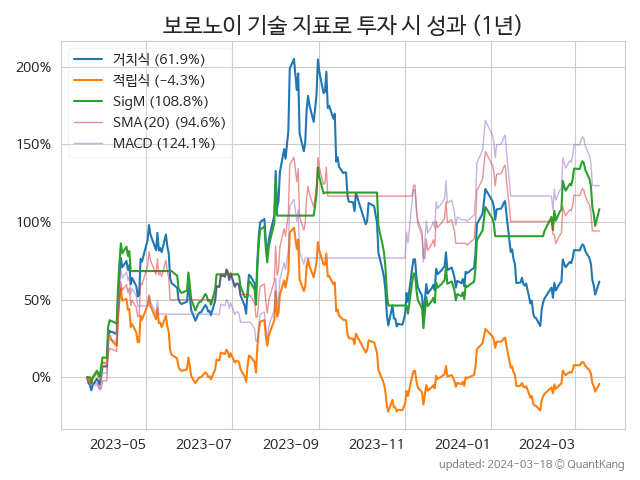 보로노이 기술 지표로 투자 시 성과 (1년)
거치식 (61.9%)
적립식 (−4.3%)
SigM (108.8%)
SMA(20) (94.6%)
MACD (124.1%)
200%
150%
100%
50%
0%
2023-05 2023-07 2023-09 2023-11 2024-01 2024-03
updated: 2024-03-18 © QuantKang